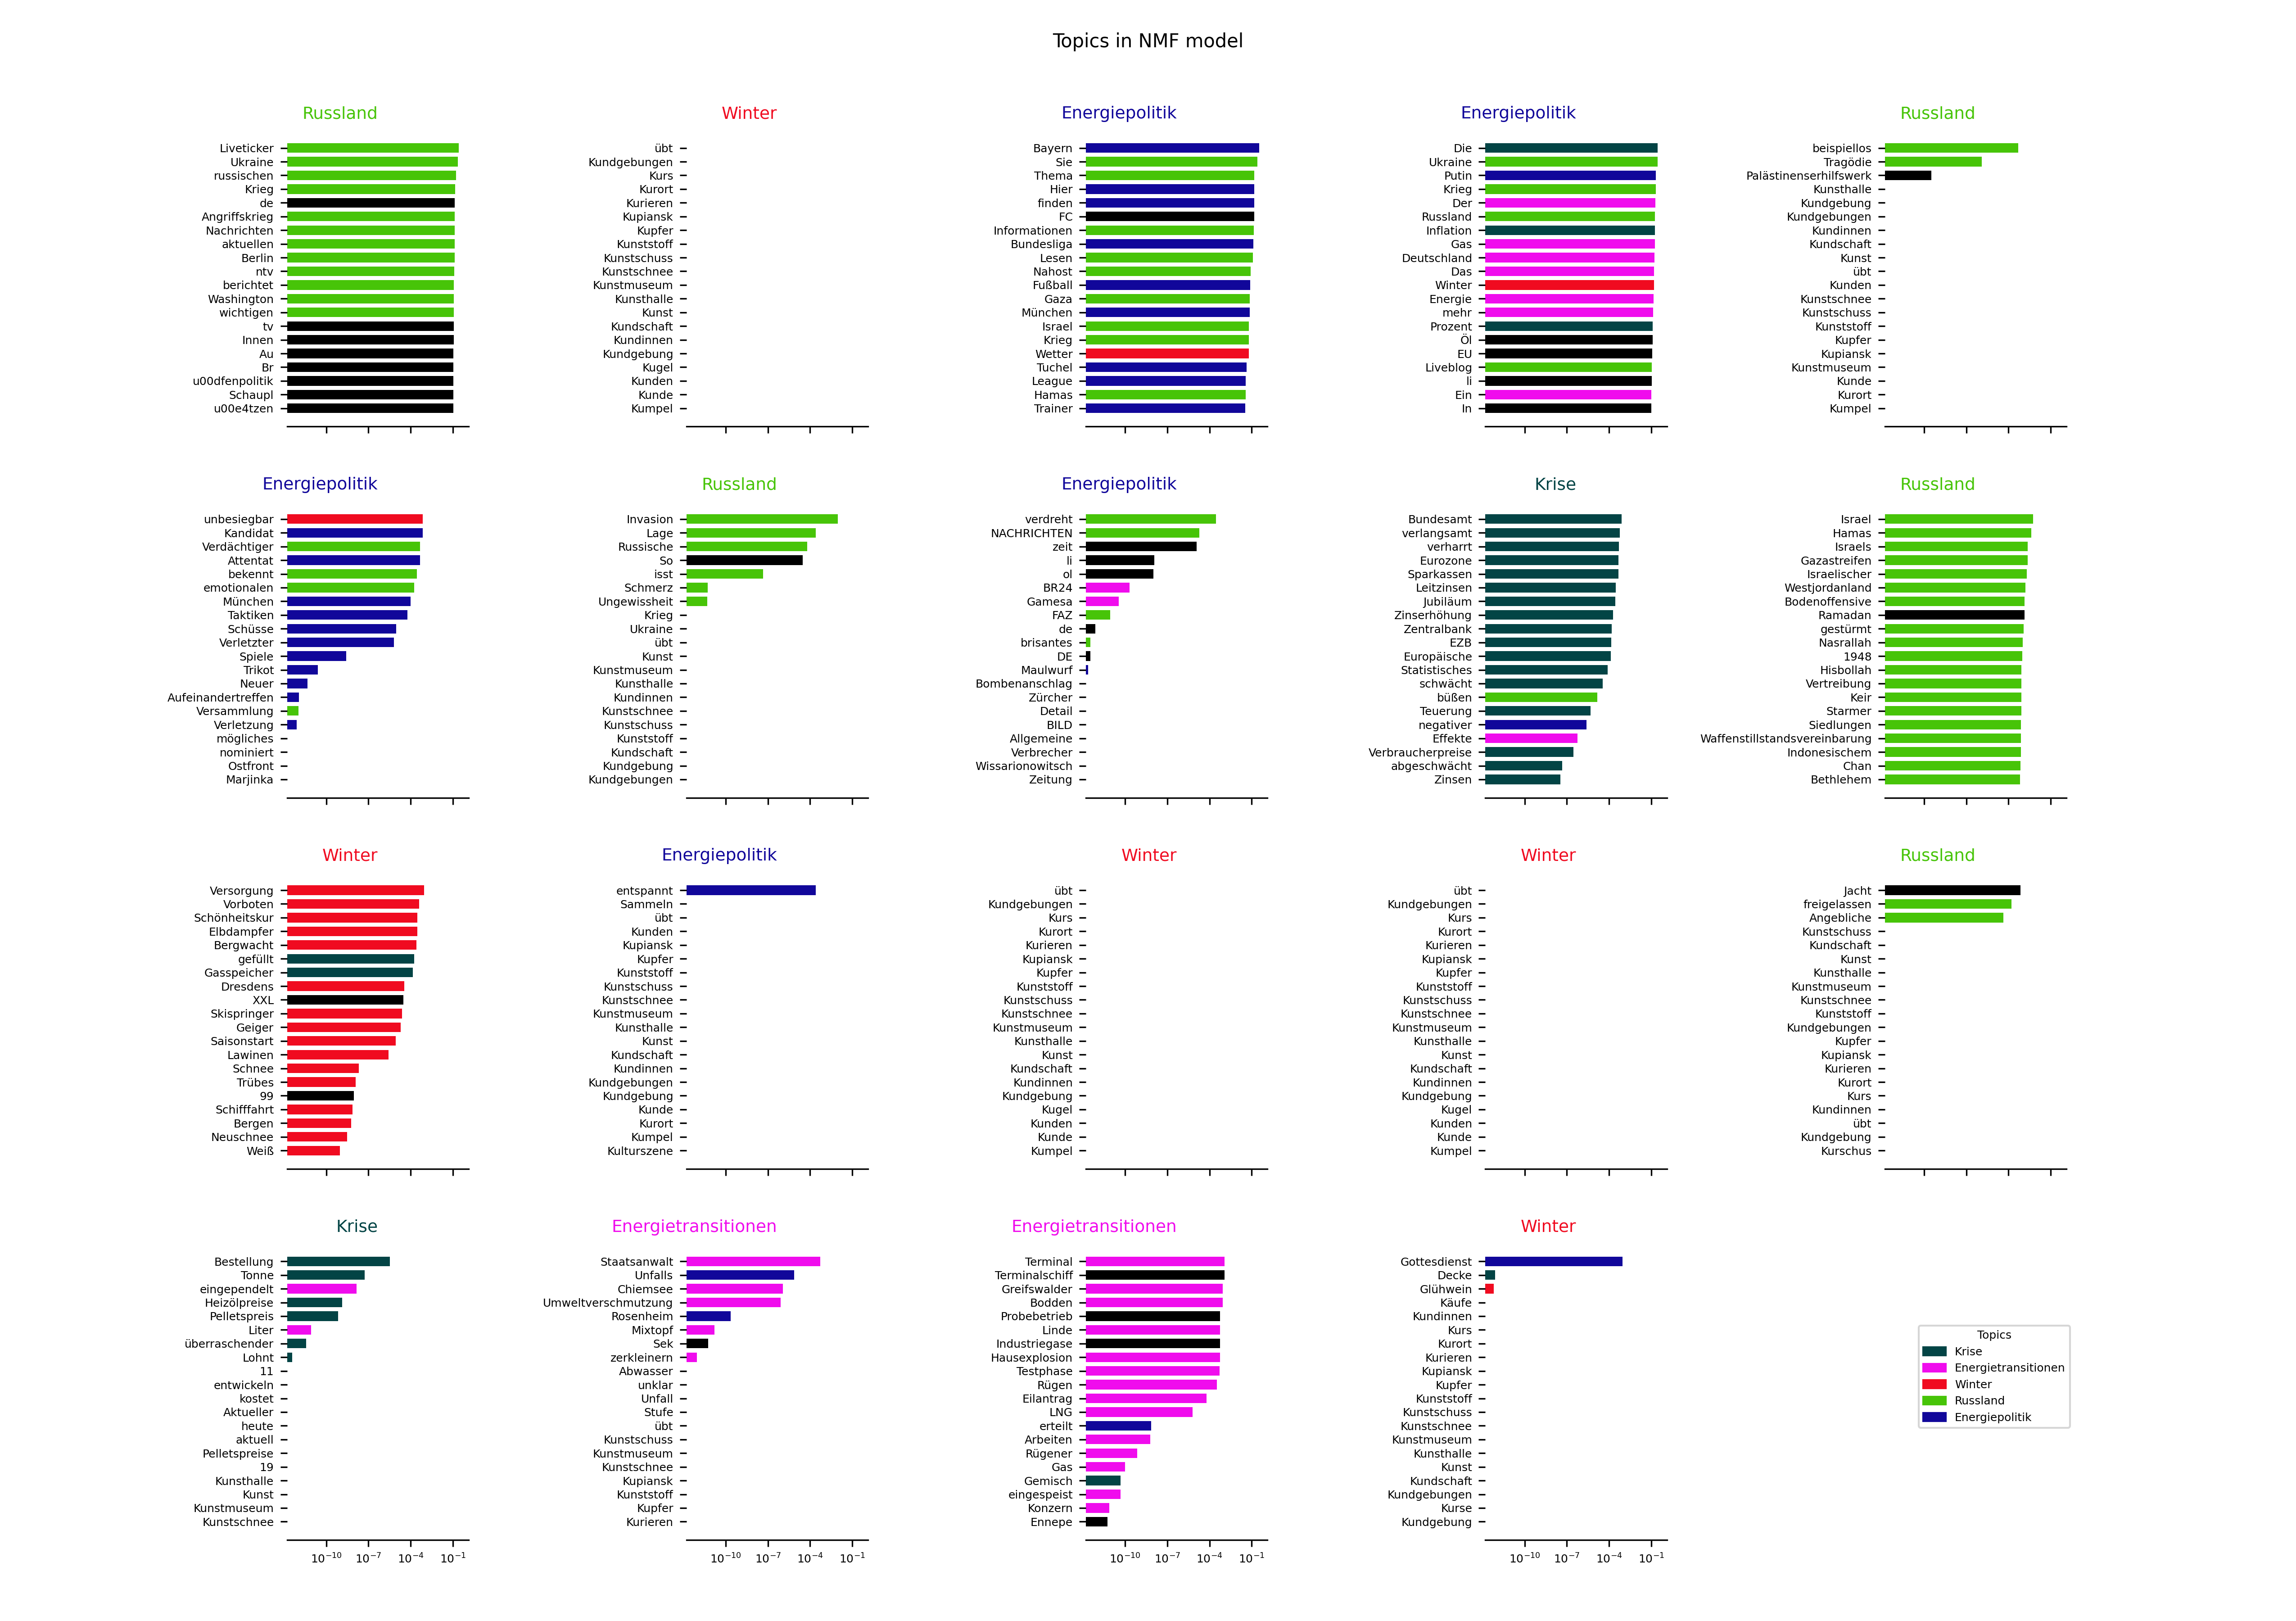 Topics in NMF model
Russland
Liveticker
Ukraine
russischen
Krieg
de
Angriffskrieg
Nachrichten
aktuellen
Berlin
ntv
berichtet
Washington
wichtigen
tv
Innen
Au
Br
u00dfenpolitik
Schaupl
u00e4tzen
Winter
übt
Kundgebungen
Kurs
Kurort
Kurieren
Kupiansk
Kupfer
Kunststoff
Kunstschuss
Kunstschnee
Kunstmuseum
Kunsthalle
Kunst
Kundschaft
Kundinnen
Kundgebung
Kugel
Kunden
Kunde
Kumpel
Energiepolitik
Bayern
Sie
Thema
Hier
finden
FC
Informationen
Bundesliga
Lesen
Nahost
Fußball
Gaza
München
Israel
Krieg
Wetter
Tuchel
League
Hamas
Trainer
Energiepolitik
Die
Ukraine
Putin
Krieg
Der
Russland
Inflation
Gas
Deutschland
Das
Winter
Energie
mehr
Prozent
Öl
EU
Liveblog
li
Ein
In
Russland
beispiellos
Tragödie
Palästinenserhilfswerk
Kunsthalle
Kundgebung
Kundgebungen
Kundinnen
Kundschaft
Kunst
übt
Kunden
Kunstschnee
Kunstschuss
Kunststoff
Kupfer
Kupiansk
Kunstmuseum
Kunde
Kurort
Kumpel
Energiepolitik
unbesiegbar
Kandidat
Verdächtiger
Attentat
bekennt
emotionalen
München
Taktiken
Schüsse
Verletzter
Spiele
Trikot
Neuer
Aufeinandertreffen
Versammlung
Verletzung
mögliches
nominiert
Ostfront
Marjinka
Russland
Invasion
Lage
Russische
So
isst
Schmerz
Ungewissheit
Krieg
Ukraine
übt
Kunst
Kunstmuseum
Kunsthalle
Kundinnen
Kunstschnee
Kunstschuss
Kunststoff
Kundschaft
Kundgebung
Kundgebungen
Energiepolitik
verdreht
NACHRICHTEN
zeit
li
ol
BR24
Gamesa
FAZ
de
brisantes
DE
Maulwurf
Bombenanschlag
Zürcher
Detail
BILD
Allgemeine
Verbrecher
Wissarionowitsch
Zeitung
Krise
Bundesamt
verlangsamt
verharrt
Eurozone
Sparkassen
Leitzinsen
Jubiläum
Zinserhöhung
Zentralbank
EZB
Europäische
Statistisches
schwächt
büßen
Teuerung
negativer
Effekte
Verbraucherpreise
abgeschwächt
Zinsen
Russland
Israel
Hamas
Israels
Gazastreifen
Israelischer
Westjordanland
Bodenoffensive
Ramadan
gestürmt
Nasrallah
1948
Hisbollah
Vertreibung
Keir
Starmer
Siedlungen
Waffenstillstandsvereinbarung
Indonesischem
Chan
Bethlehem
Winter
Versorgung
Vorboten
Schönheitskur
Elbdampfer
Bergwacht
gefüllt
Gasspeicher
Dresdens
XXL
Skispringer
Geiger
Saisonstart
Lawinen
Schnee
Trübes
99
Schifffahrt
Bergen
Neuschnee
Weiß
Energiepolitik
entspannt
Sammeln
übt
Kunden
Kupiansk
Kupfer
Kunststoff
Kunstschuss
Kunstschnee
Kunstmuseum
Kunsthalle
Kunst
Kundschaft
Kundinnen
Kundgebungen
Kundgebung
Kunde
Kurort
Kumpel
Kulturszene
Winter
übt
Kundgebungen
Kurs
Kurort
Kurieren
Kupiansk
Kupfer
Kunststoff
Kunstschuss
Kunstschnee
Kunstmuseum
Kunsthalle
Kunst
Kundschaft
Kundinnen
Kundgebung
Kugel
Kunden
Kunde
Kumpel
Winter
übt
Kundgebungen
Kurs
Kurort
Kurieren
Kupiansk
Kupfer
Kunststoff
Kunstschuss
Kunstschnee
Kunstmuseum
Kunsthalle
Kunst
Kundschaft
Kundinnen
Kundgebung
Kugel
Kunden
Kunde
Kumpel
Russland
Jacht
freigelassen
Angebliche
Kunstschuss
Kundschaft
Kunst
Kunsthalle
Kunstmuseum
Kunstschnee
Kunststoff
Kundgebungen
Kupfer
Kupiansk
Kurieren
Kurort
Kurs
Kundinnen
übt
Kundgebung
Kurschus
Krise
Bestellung
Tonne
eingependelt
Heizölpreise
Pelletspreis
Liter
überraschender
Lohnt
11
entwickeln
kostet
Aktueller
heute
aktuell
Pelletspreise
19
Kunsthalle
Kunst
Kunstmuseum
Kunstschnee
10⁻¹⁰ 10⁻⁷ 10⁻⁴ 10⁻¹
Energietransitionen
Staatsanwalt
Unfalls
Chiemsee
Umweltverschmutzung
Rosenheim
Mixtopf
Sek
zerkleinern
Abwasser
unklar
Unfall
Stufe
übt
Kunstschuss
Kunstmuseum
Kunstschnee
Kupiansk
Kunststoff
Kupfer
Kurieren
10⁻¹⁰ 10⁻⁷ 10⁻⁴ 10⁻¹
Energietransitionen
Terminal
Terminalschiff
Greifswalder
Bodden
Probebetrieb
Linde
Industriegase
Hausexplosion
Testphase
Rügen
Eilantrag
LNG
erteilt
Arbeiten
Rügener
Gas
Gemisch
eingespeist
Konzern
Ennepe
10⁻¹⁰ 10⁻⁷ 10⁻⁴ 10⁻¹
Winter
Gottesdienst
Decke
Glühwein
Käufe
Kundinnen
Kurs
Kurort
Kurieren
Kupiansk
Kupfer
Kunststoff
Kunstschuss
Kunstschnee
Kunstmuseum
Kunsthalle
Kunst
Kundschaft
Kundgebungen
Kurse
Kundgebung
10⁻¹⁰ 10⁻⁷ 10⁻⁴ 10⁻¹
Topics
Krise
Energietransitionen
Winter
Russland
Energiepolitik